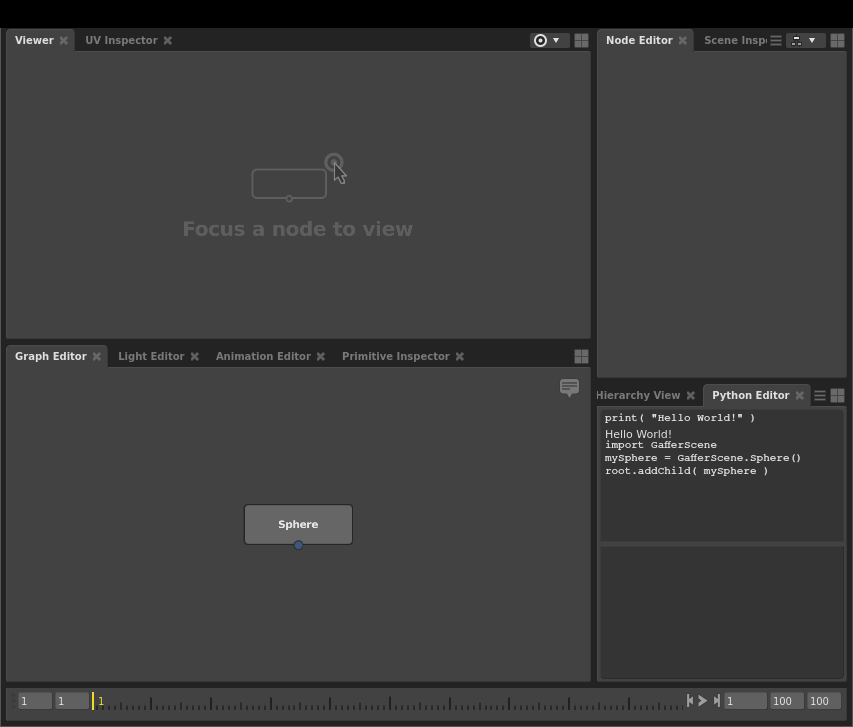 Viewer UV Inspector
Focus a node to view
Node Editor Scene Insp
Graph Editor Light Editor Animation Editor Primitive Inspector
Sphere
Hierarchy View Python Editor
print( "Hello World!" )
Hello World!
import GafferScene
mySphere = GafferScene.Sphere()
root.addChild( mySphere )
1 1 1 1 100 100